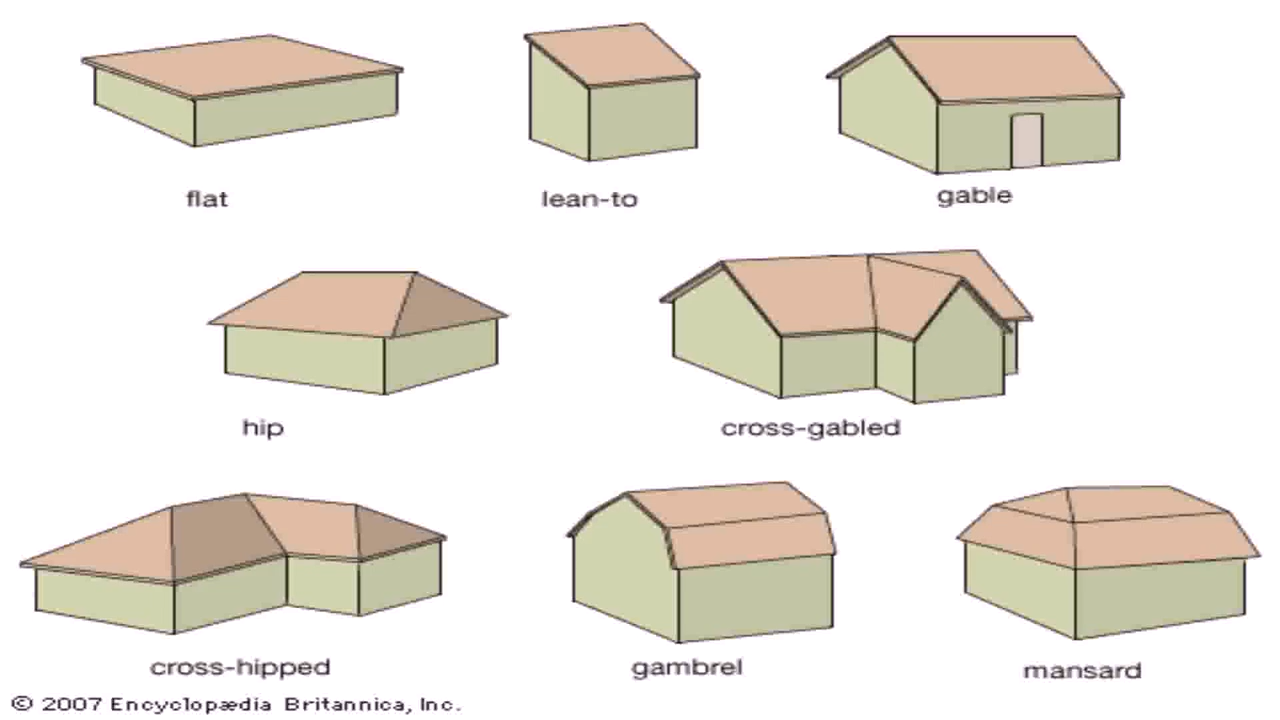 flat
lean-to
gable
hip
cross-gabled
cross-hipped
gambrel
mansard
© 2007 Encyclopædia Britannica, Inc.